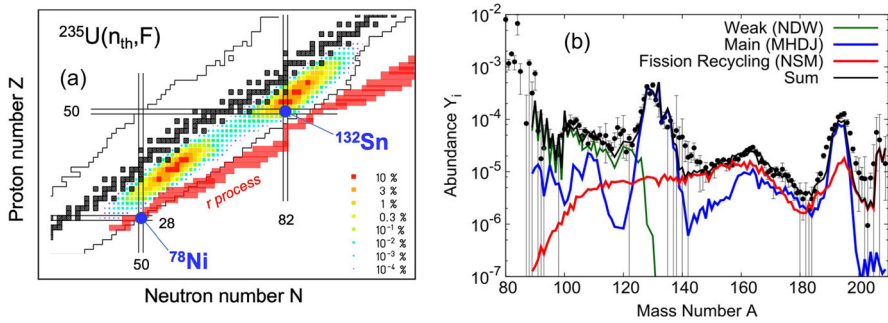 ²³⁵U(n_th,F)
(a)
50
¹³²Sn
r process
28
82
⁷⁸Ni
50
10 %
3 %
1 %
0.3 %
10⁻¹ %
10⁻² %
10⁻³ %
10⁻⁴ %
Proton number Z
Neutron number N
(b)
Weak (NDW)
Main (MHDJ)
Fission Recycling (NSM)
Sum
Abundance Yᵢ
10⁻²
10⁻³
10⁻⁴
10⁻⁵
10⁻⁶
10⁻⁷
80 100 120 140 160 180 200
Mass Number A